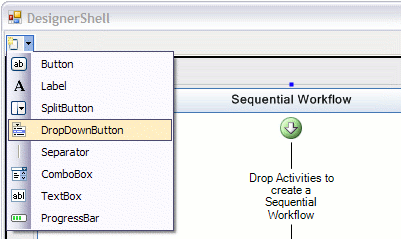 DesignerShell
Button
Label
SplitButton
DropDownButton
Separator
ComboBox
TextBox
ProgressBar
Sequential Workflow
Drop Activities to
create a
Sequential
Workflow